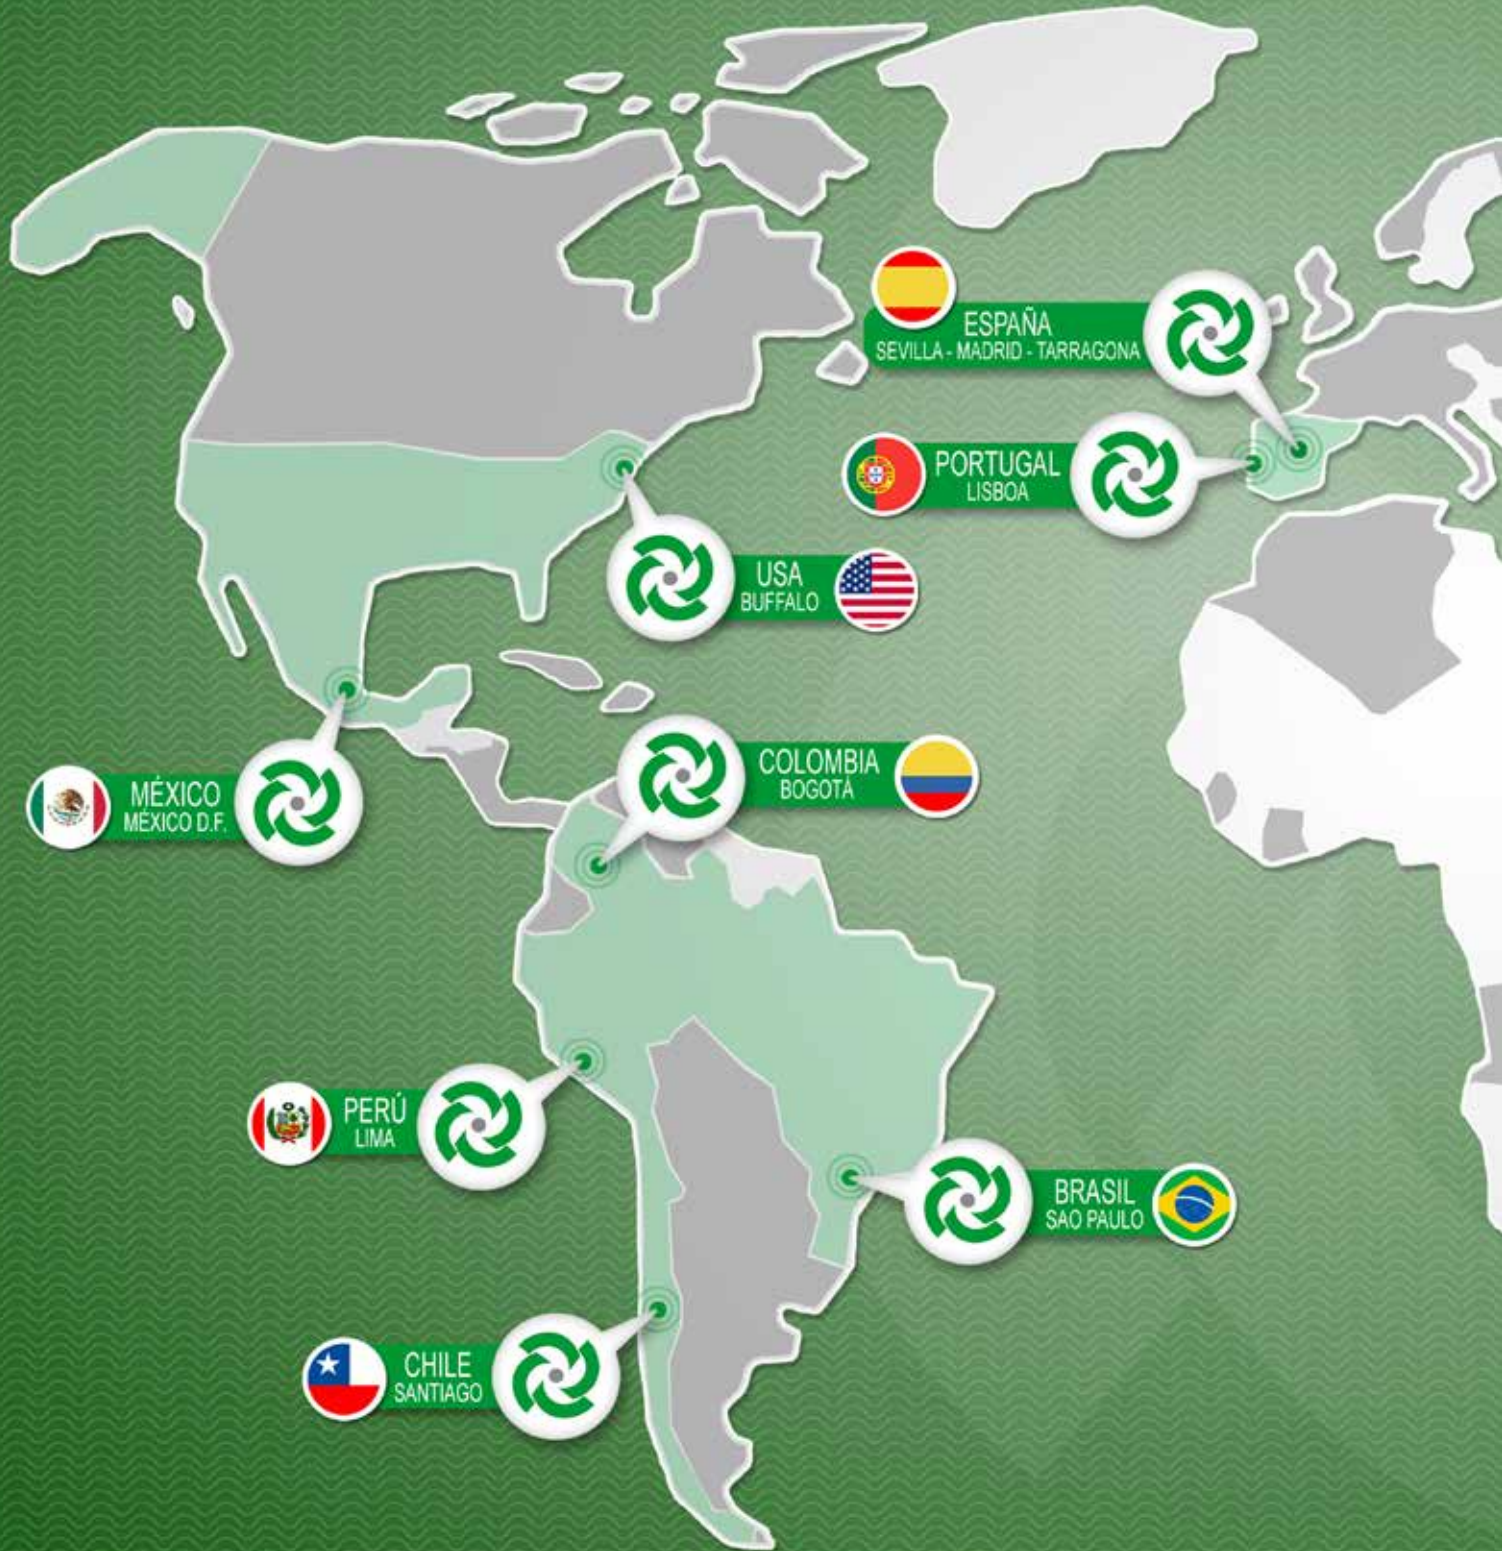 ESPAÑA
SEVILLA - MADRID - TARRAGONA
PORTUGAL
LISBOA
USA
BUFFALO
COLOMBIA
BOGOTÁ
MÉXICO
MÉXICO D.F.
PERÚ
LIMA
BRASIL
SAO PAULO
CHILE
SANTIAGO